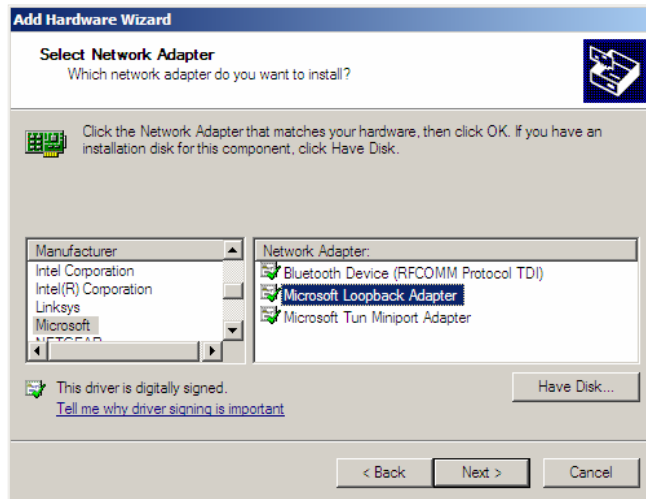 Add Hardware Wizard
Select Network Adapter
Which network adapter do you want to install?
Click the Network Adapter that matches your hardware, then click OK. If you have an
installation disk for this component, click Have Disk.
Manufacturer
Intel Corporation
Intel(R) Corporation
Linksys
Microsoft
NETGEAR
Network Adapter:
Bluetooth Device (RFCOMM Protocol TDI)
Microsoft Loopback Adapter
Microsoft Tun Miniport Adapter
This driver is digitally signed.
Tell me why driver signing is important
Have Disk...
< Back
Next >
Cancel